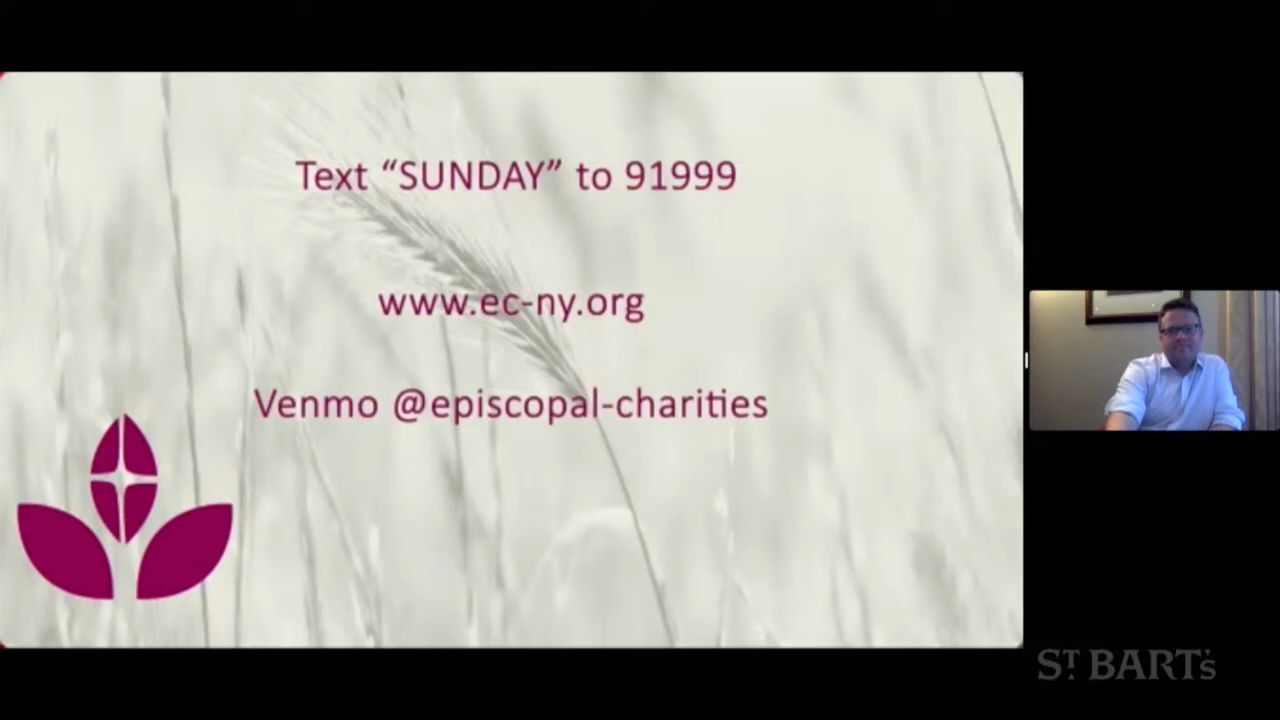 Text “SUNDAY” to 91999
www.ec-ny.org
Venmo @episcopal-charities
ST. BART'S